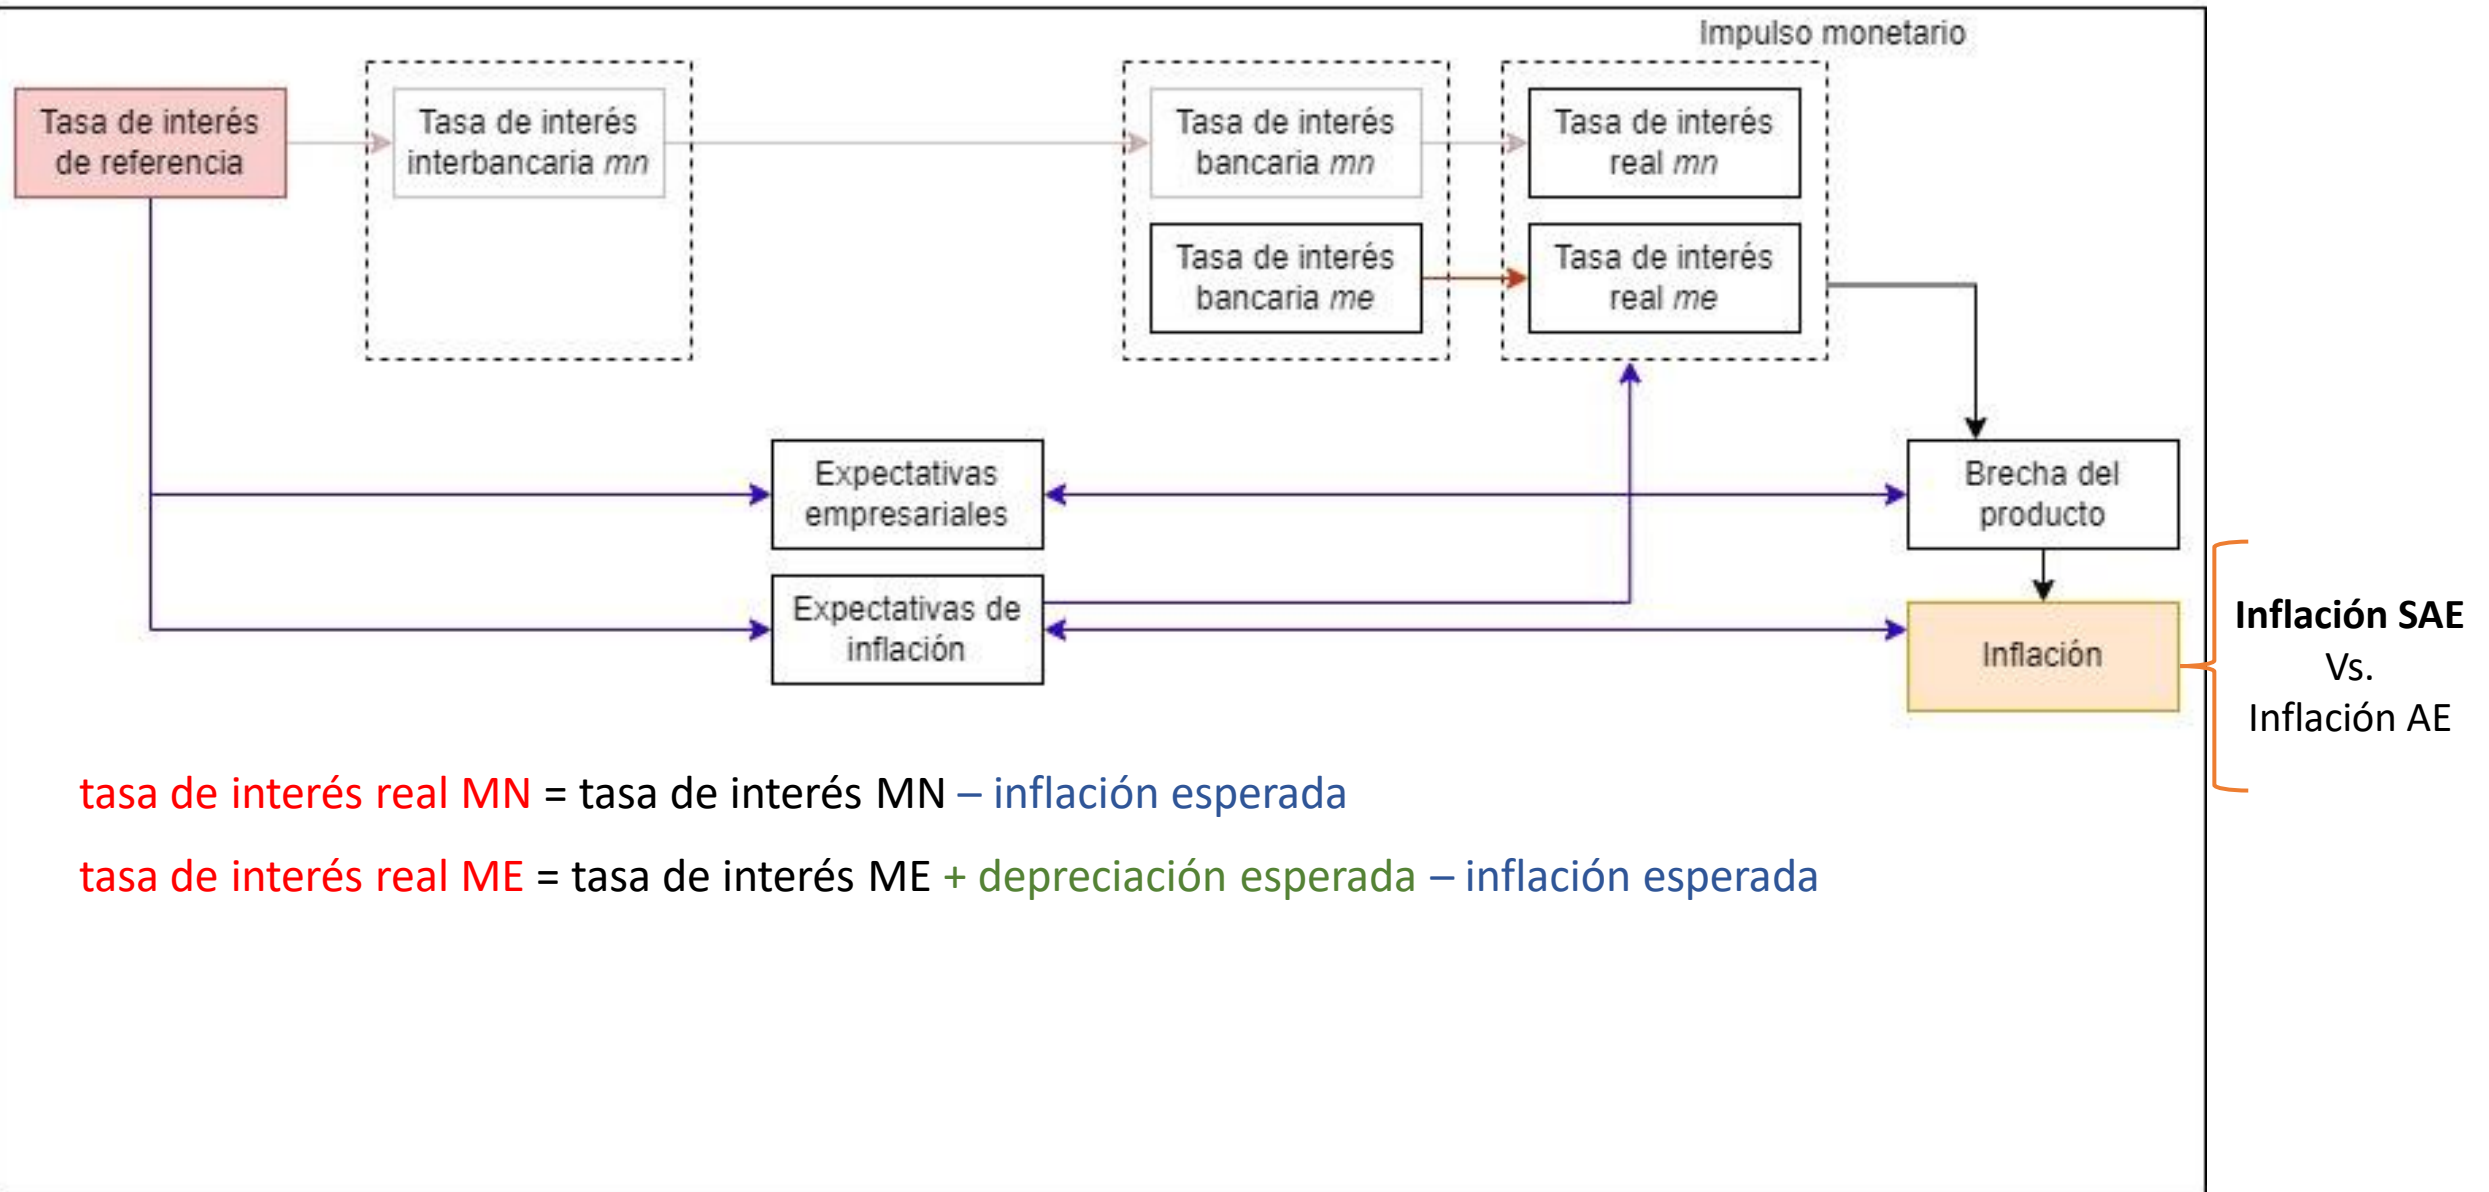 Impulso monetario
Tasa de interés
de referencia
Tasa de interés
interbancaria mn
Tasa de interés
bancaria mn
Tasa de interés
real mn
Tasa de interés
bancaria me
Tasa de interés
real me
Expectativas
empresariales
Brecha del
producto
Expectativas de
inflación
Inflación
Inflación SAE
Vs.
Inflación AE
tasa de interés real MN = tasa de interés MN – inflación esperada
tasa de interés real ME = tasa de interés ME + depreciación esperada – inflación esperada